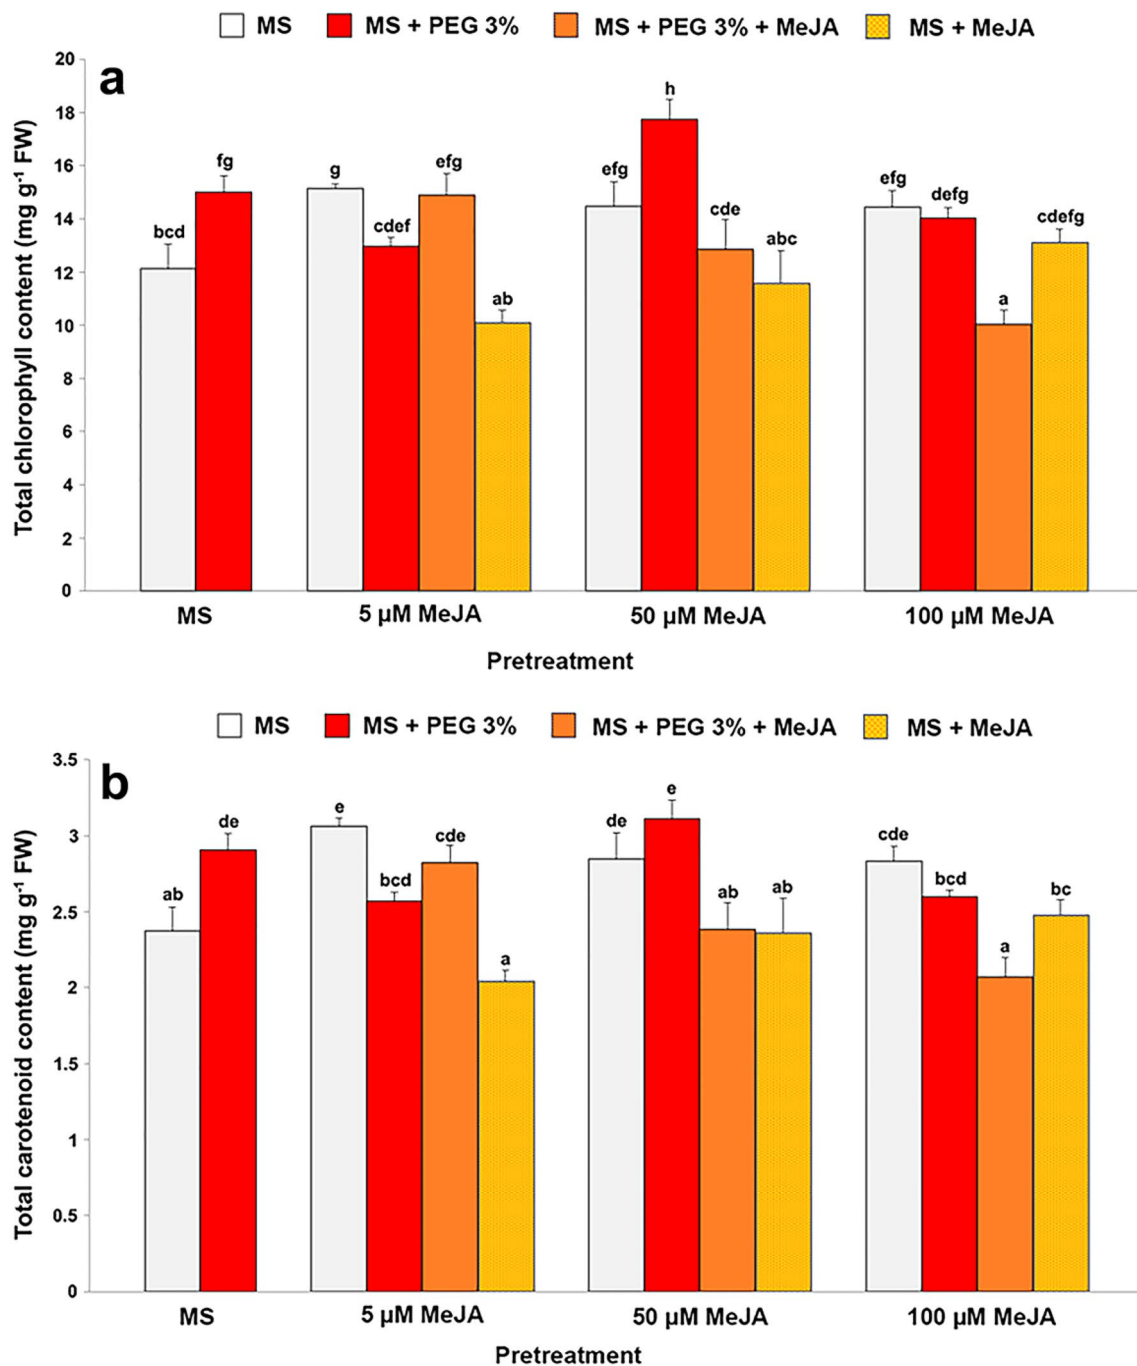 MS MS + PEG 3% MS + PEG 3% + MeJA MS + MeJA
a
Total chlorophyll content (mg g⁻¹ FW)
20
18
16
14
12
10
8
6
4
2
0
bcd fg g cdef efg ab efg h cde abc efg defg a cdefg
MS 5 µM MeJA 50 µM MeJA 100 µM MeJA
Pretreatment
MS MS + PEG 3% MS + PEG 3% + MeJA MS + MeJA
b
Total carotenoid content (mg g⁻¹ FW)
3.5
3
2.5
2
1.5
1
0.5
0
ab de e bcd cde a de e ab ab cde bcd a bc
MS 5 µM MeJA 50 µM MeJA 100 µM MeJA
Pretreatment